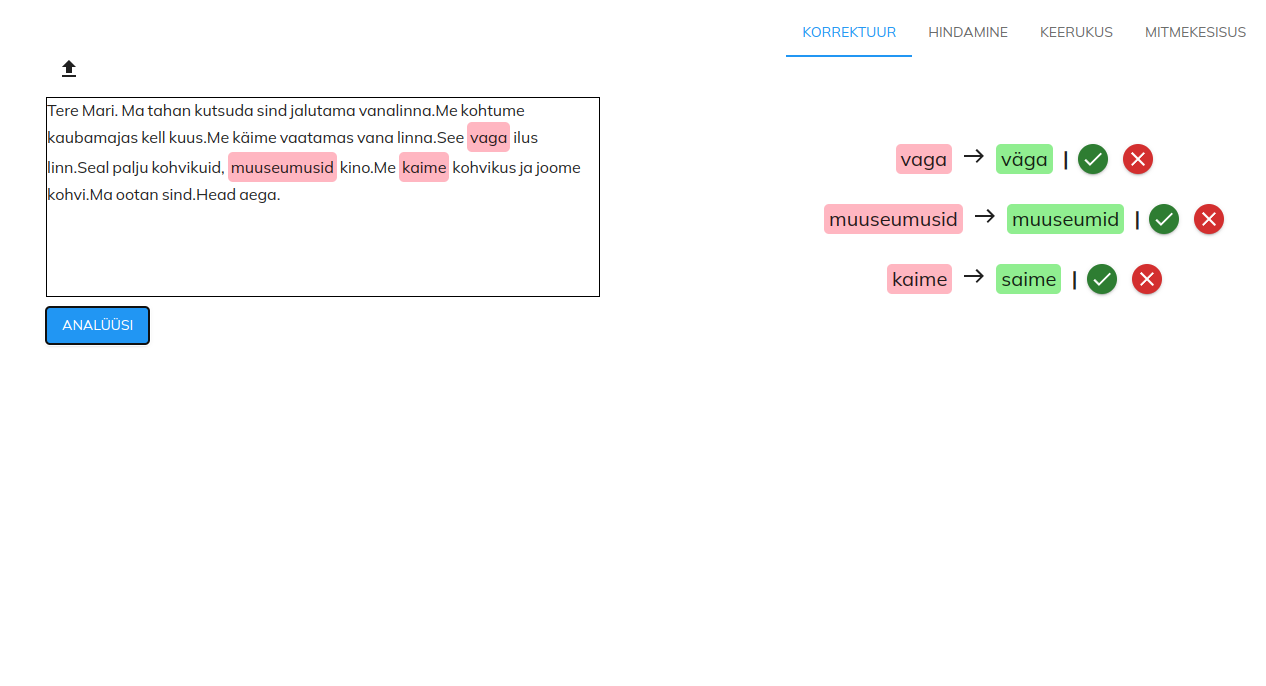 KORREKTUUR HINDAMINE KEERUKUS MITMEKESISUS
Tere Mari. Ma tahan kutsuda sind jalutama vanalinna.Me kohtume
kaubamajas kell kuus.Me käime vaatamas vana linna.See vaga ilus
linn.Seal palju kohvikuid, muuseumusid kino.Me kaime kohvikus ja joome
kohvi.Ma ootan sind.Head aega.
ANALÜÜSI
vaga → väga |
muuseumusid → muuseumid |
kaime → saime |